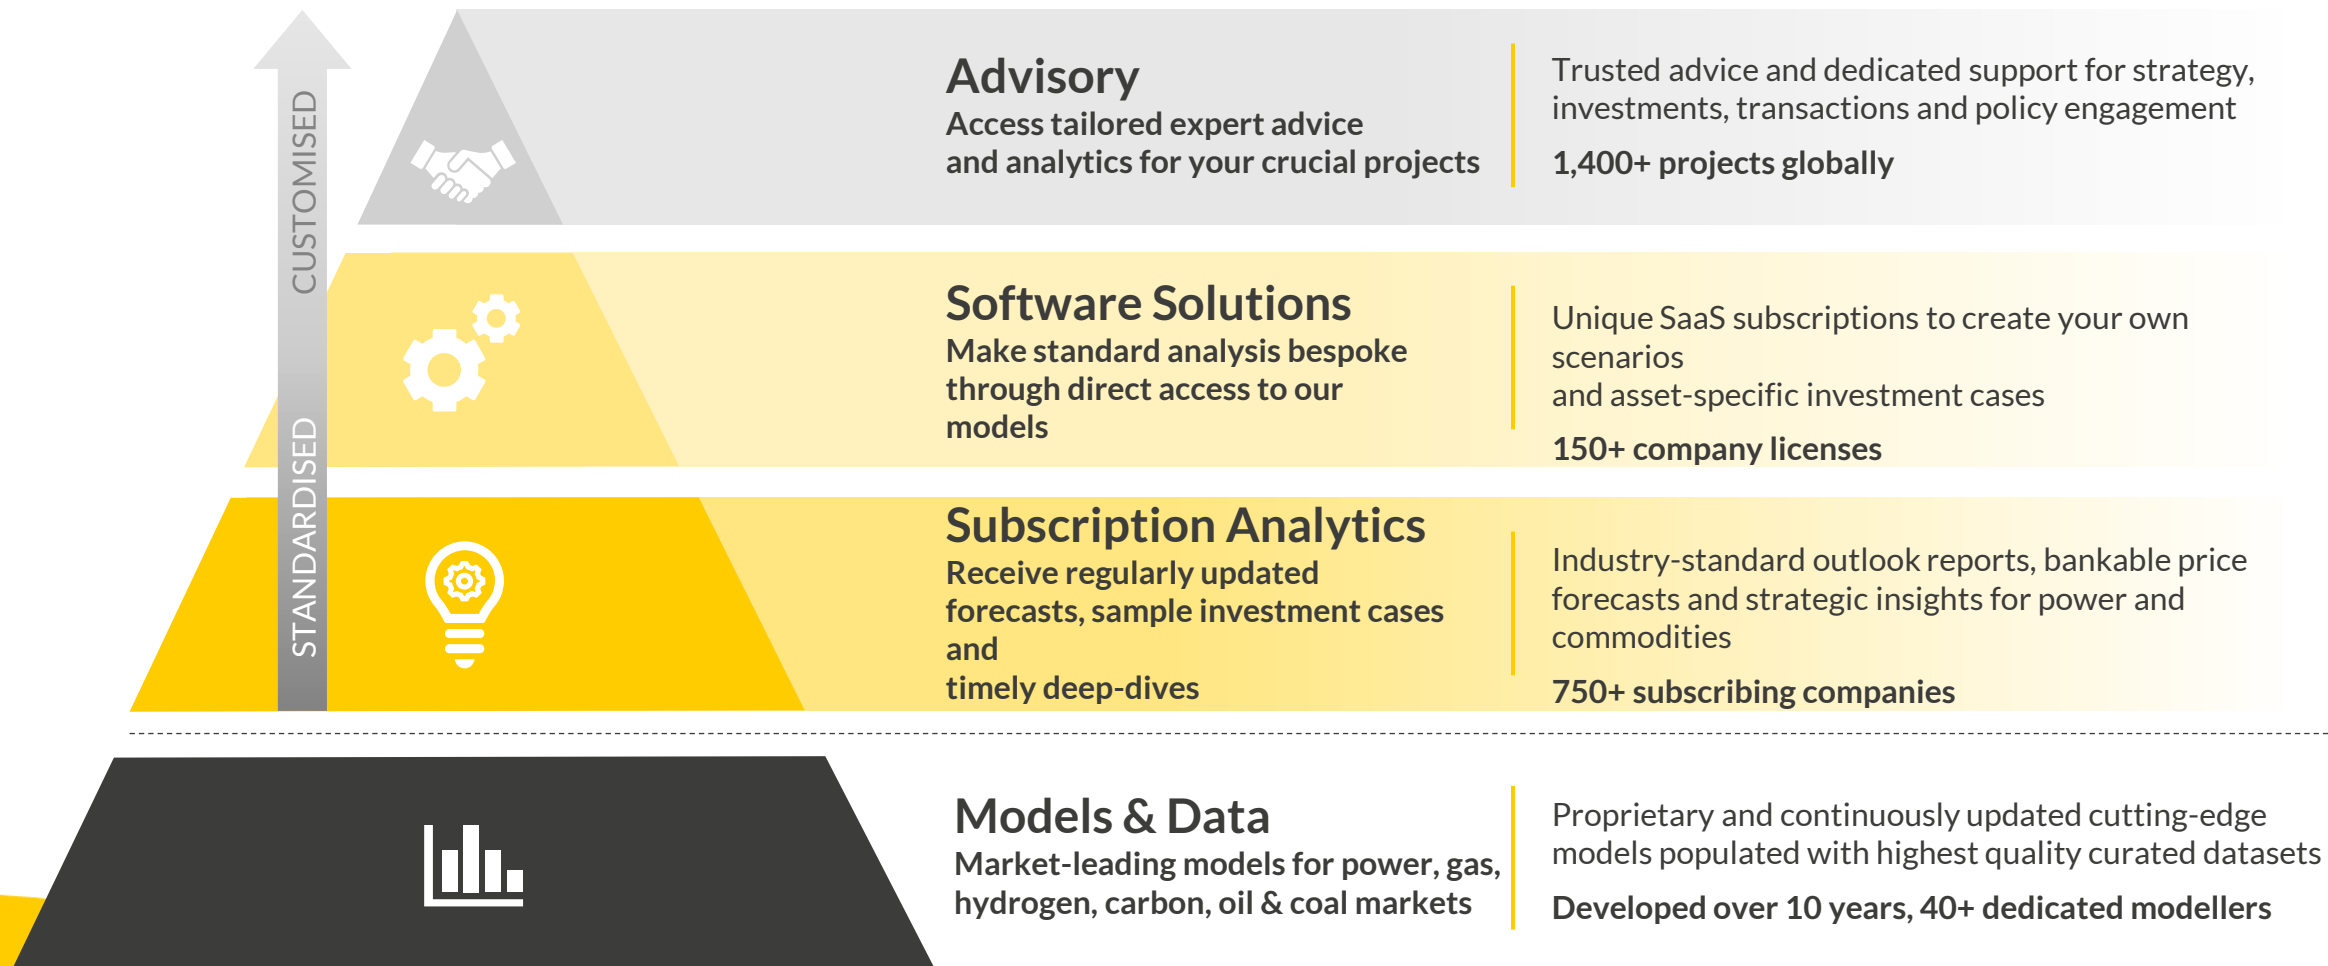 CUSTOMISED
STANDARDISED
Advisory
Access tailored expert advice
and analytics for your crucial projects
Trusted advice and dedicated support for strategy,
investments, transactions and policy engagement
1,400+ projects globally
Software Solutions
Make standard analysis bespoke
through direct access to our
models
Unique SaaS subscriptions to create your own
scenarios
and asset-specific investment cases
150+ company licenses
Subscription Analytics
Receive regularly updated
forecasts, sample investment cases
and
timely deep-dives
Industry-standard outlook reports, bankable price
forecasts and strategic insights for power and
commodities
750+ subscribing companies
Models & Data
Market-leading models for power, gas,
hydrogen, carbon, oil & coal markets
Proprietary and continuously updated cutting-edge
models populated with highest quality curated datasets
Developed over 10 years, 40+ dedicated modellers